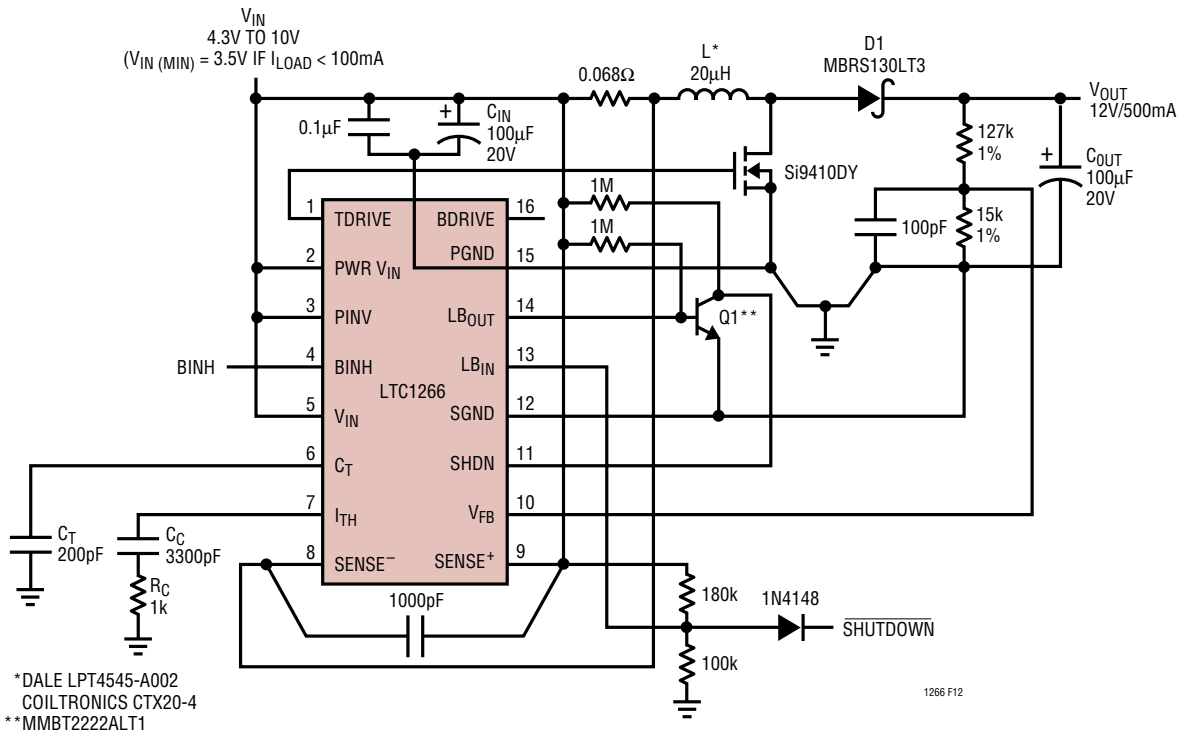 VIN
4.3V TO 10V
(VIN (MIN) = 3.5V IF ILOAD < 100mA
0.068Ω
L*
20µH
D1
MBRS130LT3
VOUT
12V/500mA
0.1µF
+
CIN
100µF
20V
127k
1%
+
COUT
100µF
20V
Si9410DY
1M
1M
100pF
15k
1%
1
TDRIVE
BDRIVE
16
2
PWR VIN
PGND
15
3
PINV
LBOUT
14
Q1**
BINH
4
BINH
LBIN
13
LTC1266
5
VIN
SGND
12
6
CT
SHDN
11
7
ITH
VFB
10
8
SENSE–
SENSE+
9
CT
200pF
CC
3300pF
RC
1k
1000pF
180k
1N4148
SHUTDOWN
100k
*DALE LPT4545-A002
COILTRONICS CTX20-4
**MMBT2222ALT1
1266 F12